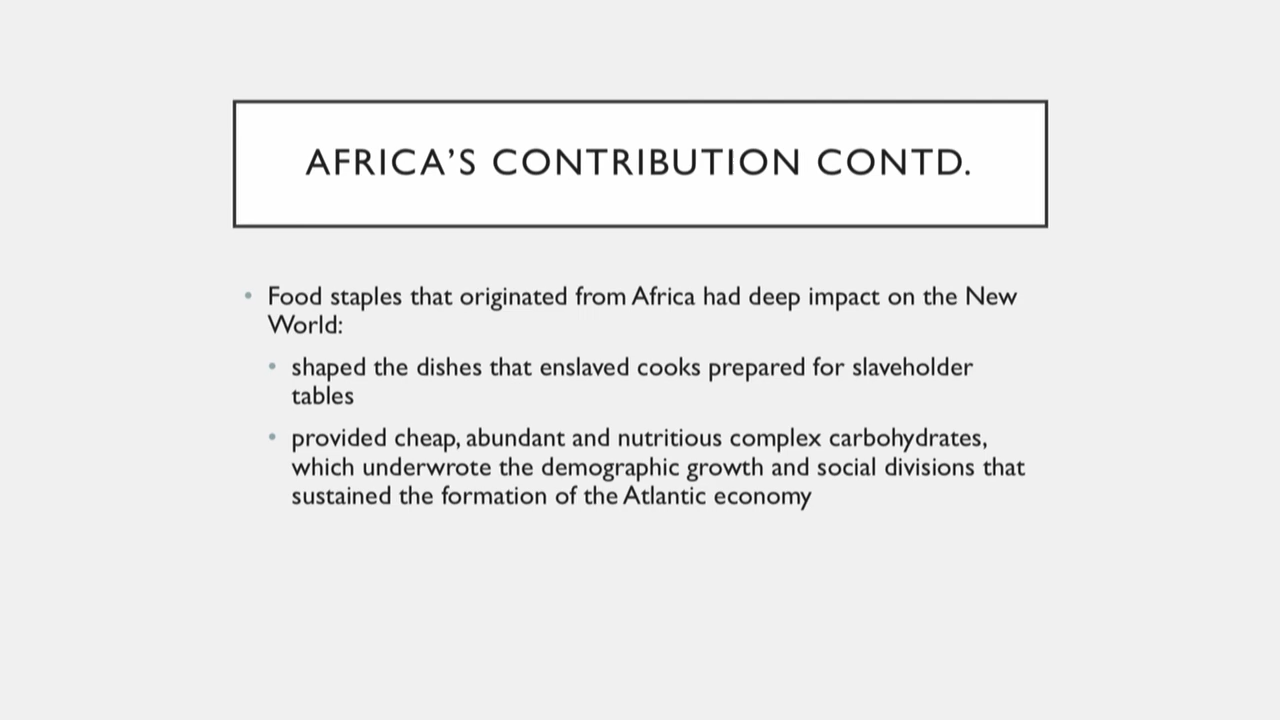 AFRICA’S CONTRIBUTION CONTD.
• Food staples that originated from Africa had deep impact on the New
World:
• shaped the dishes that enslaved cooks prepared for slaveholder
tables
• provided cheap, abundant and nutritious complex carbohydrates,
which underwrote the demographic growth and social divisions that
sustained the formation of the Atlantic economy